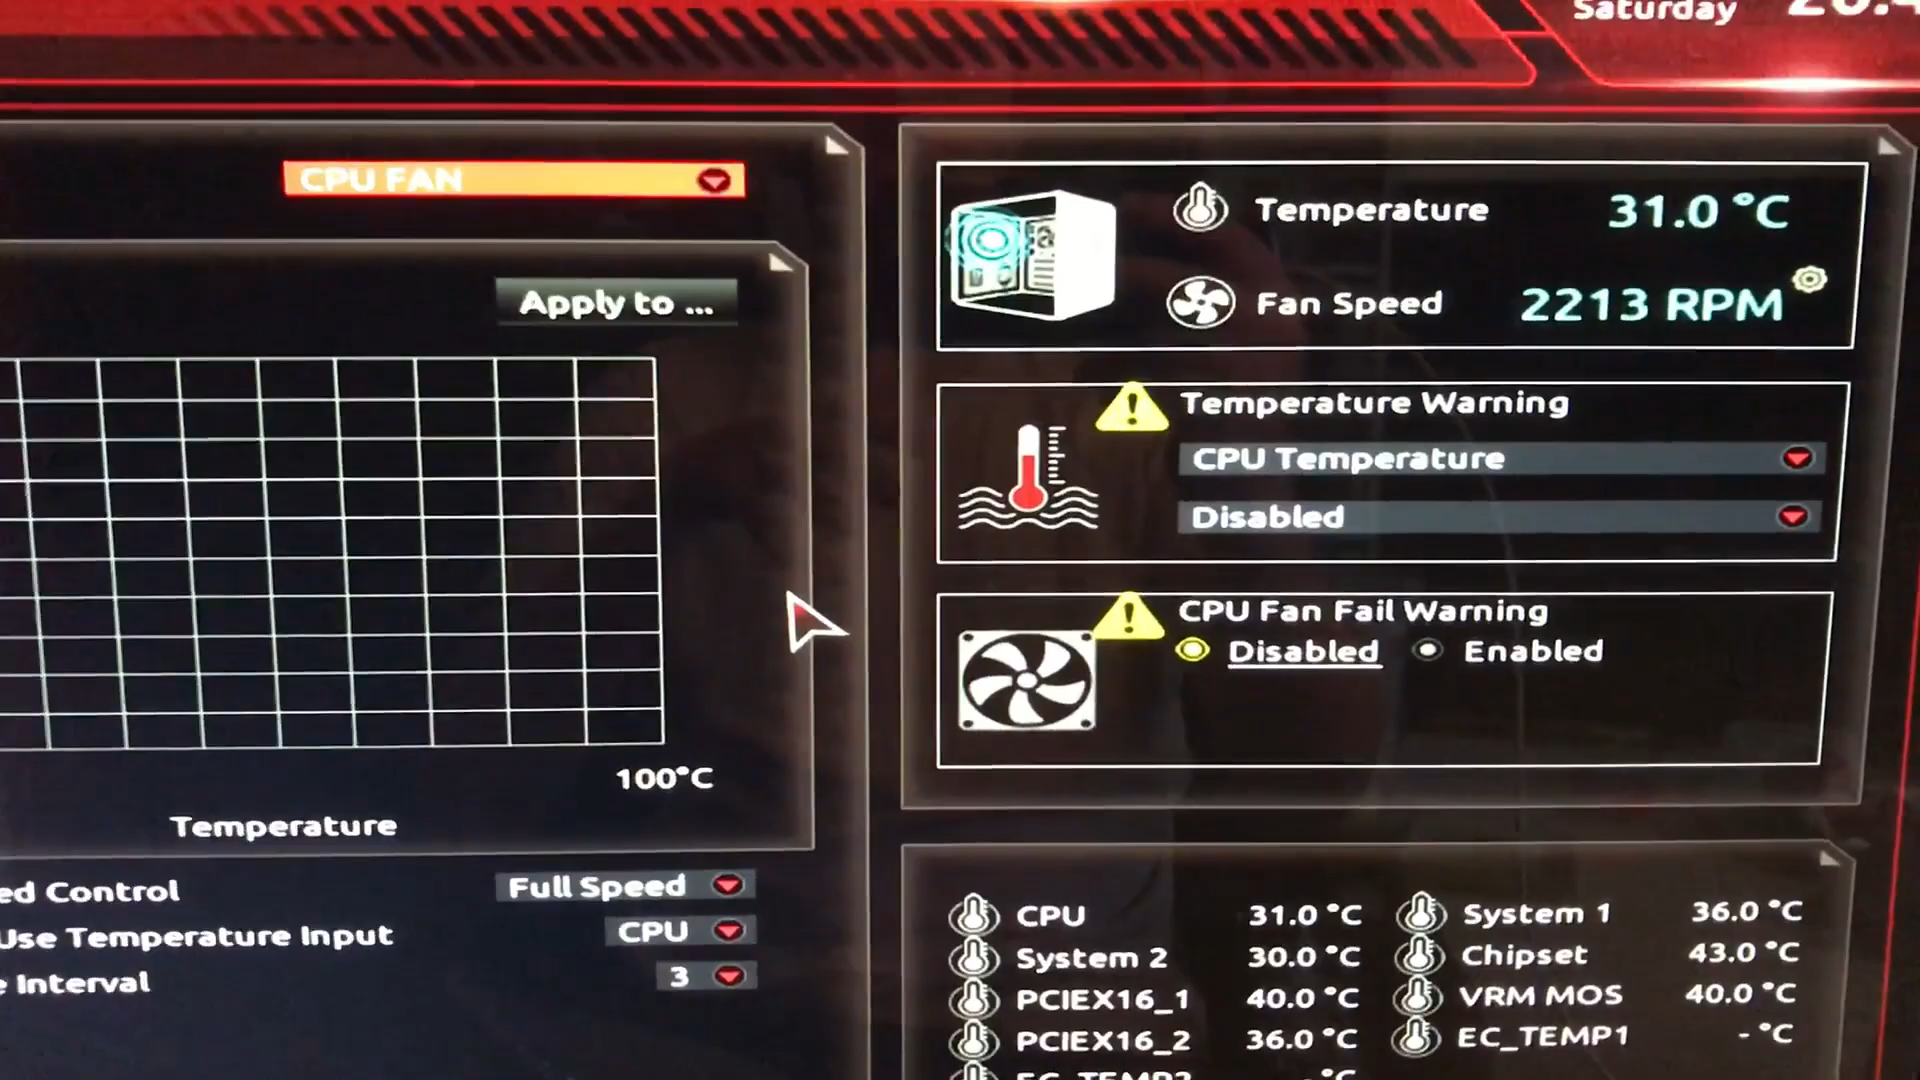 Saturday
CPU FAN
Apply to ...
100°C
Temperature
ed Control
Full Speed
Use Temperature Input
CPU
Interval
3
Temperature 31.0 °C
Fan Speed 2213 RPM
Temperature Warning
CPU Temperature
Disabled
CPU Fan Fail Warning
Disabled Enabled
CPU 31.0 °C System 1 36.0 °C
System 2 30.0 °C Chipset 43.0 °C
PCIEX16_1 40.0 °C VRM MOS 40.0 °C
PCIEX16_2 36.0 °C EC_TEMP1 - °C
EC_TEMP2 - °C